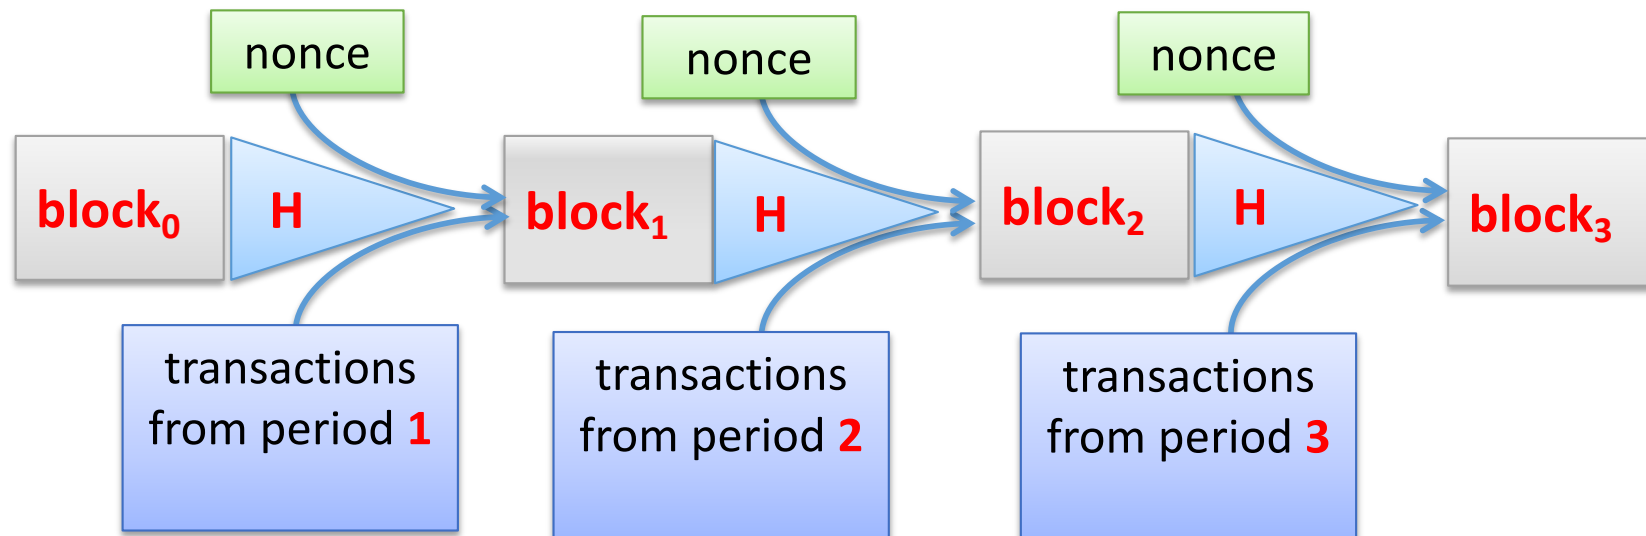 nonce
nonce
nonce
block₀
H
block₁
H
block₂
H
block₃
transactions
from period 1
transactions
from period 2
transactions
from period 3